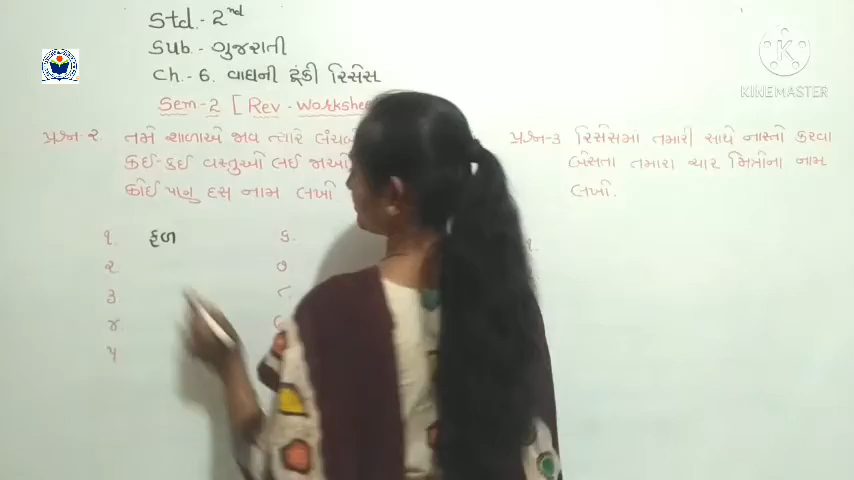 Std.- 2nd
Sub.- ગુજરાતી
Ch.- 6. વાઘની ટૂંકી રિસેસ
Sem-2 [Rev. Workshee
પ્રશ્ન-૨. તમે શાળાએ જાવ ત્યારે લંચબો
કઈ-કઈ વસ્તુઓ લઈ જાઓ
કોઈ પણ દસ નામ લખો
૧. ફળ
૨
૩
૪
૫
૬.
૭
૮
પ્રશ્ન-૩ રિસેસમા તમારી સાથે નાસ્તો કરવા
બેસતા તમારા ચાર મિત્રોના નામ
લખો.
૧.
KINEMASTER